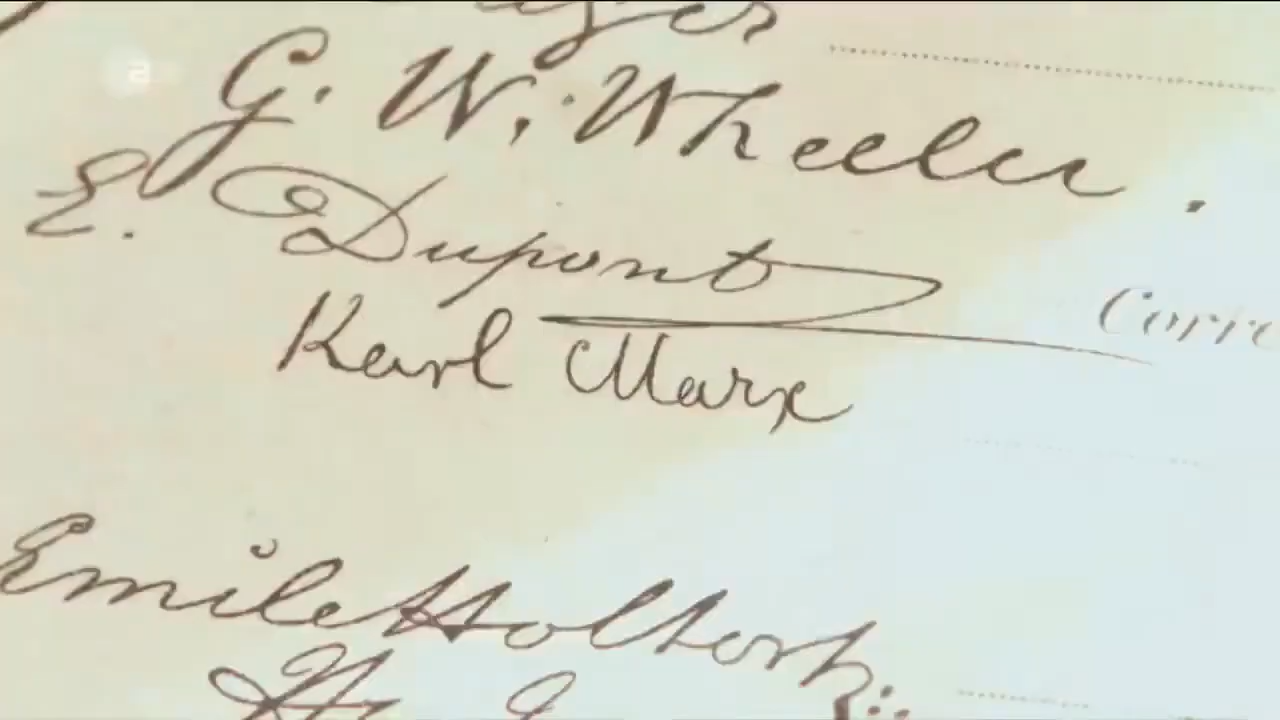 G. W. Wheeler.
E. Dupont
Corre
Karl Marx
Emile Holtorp